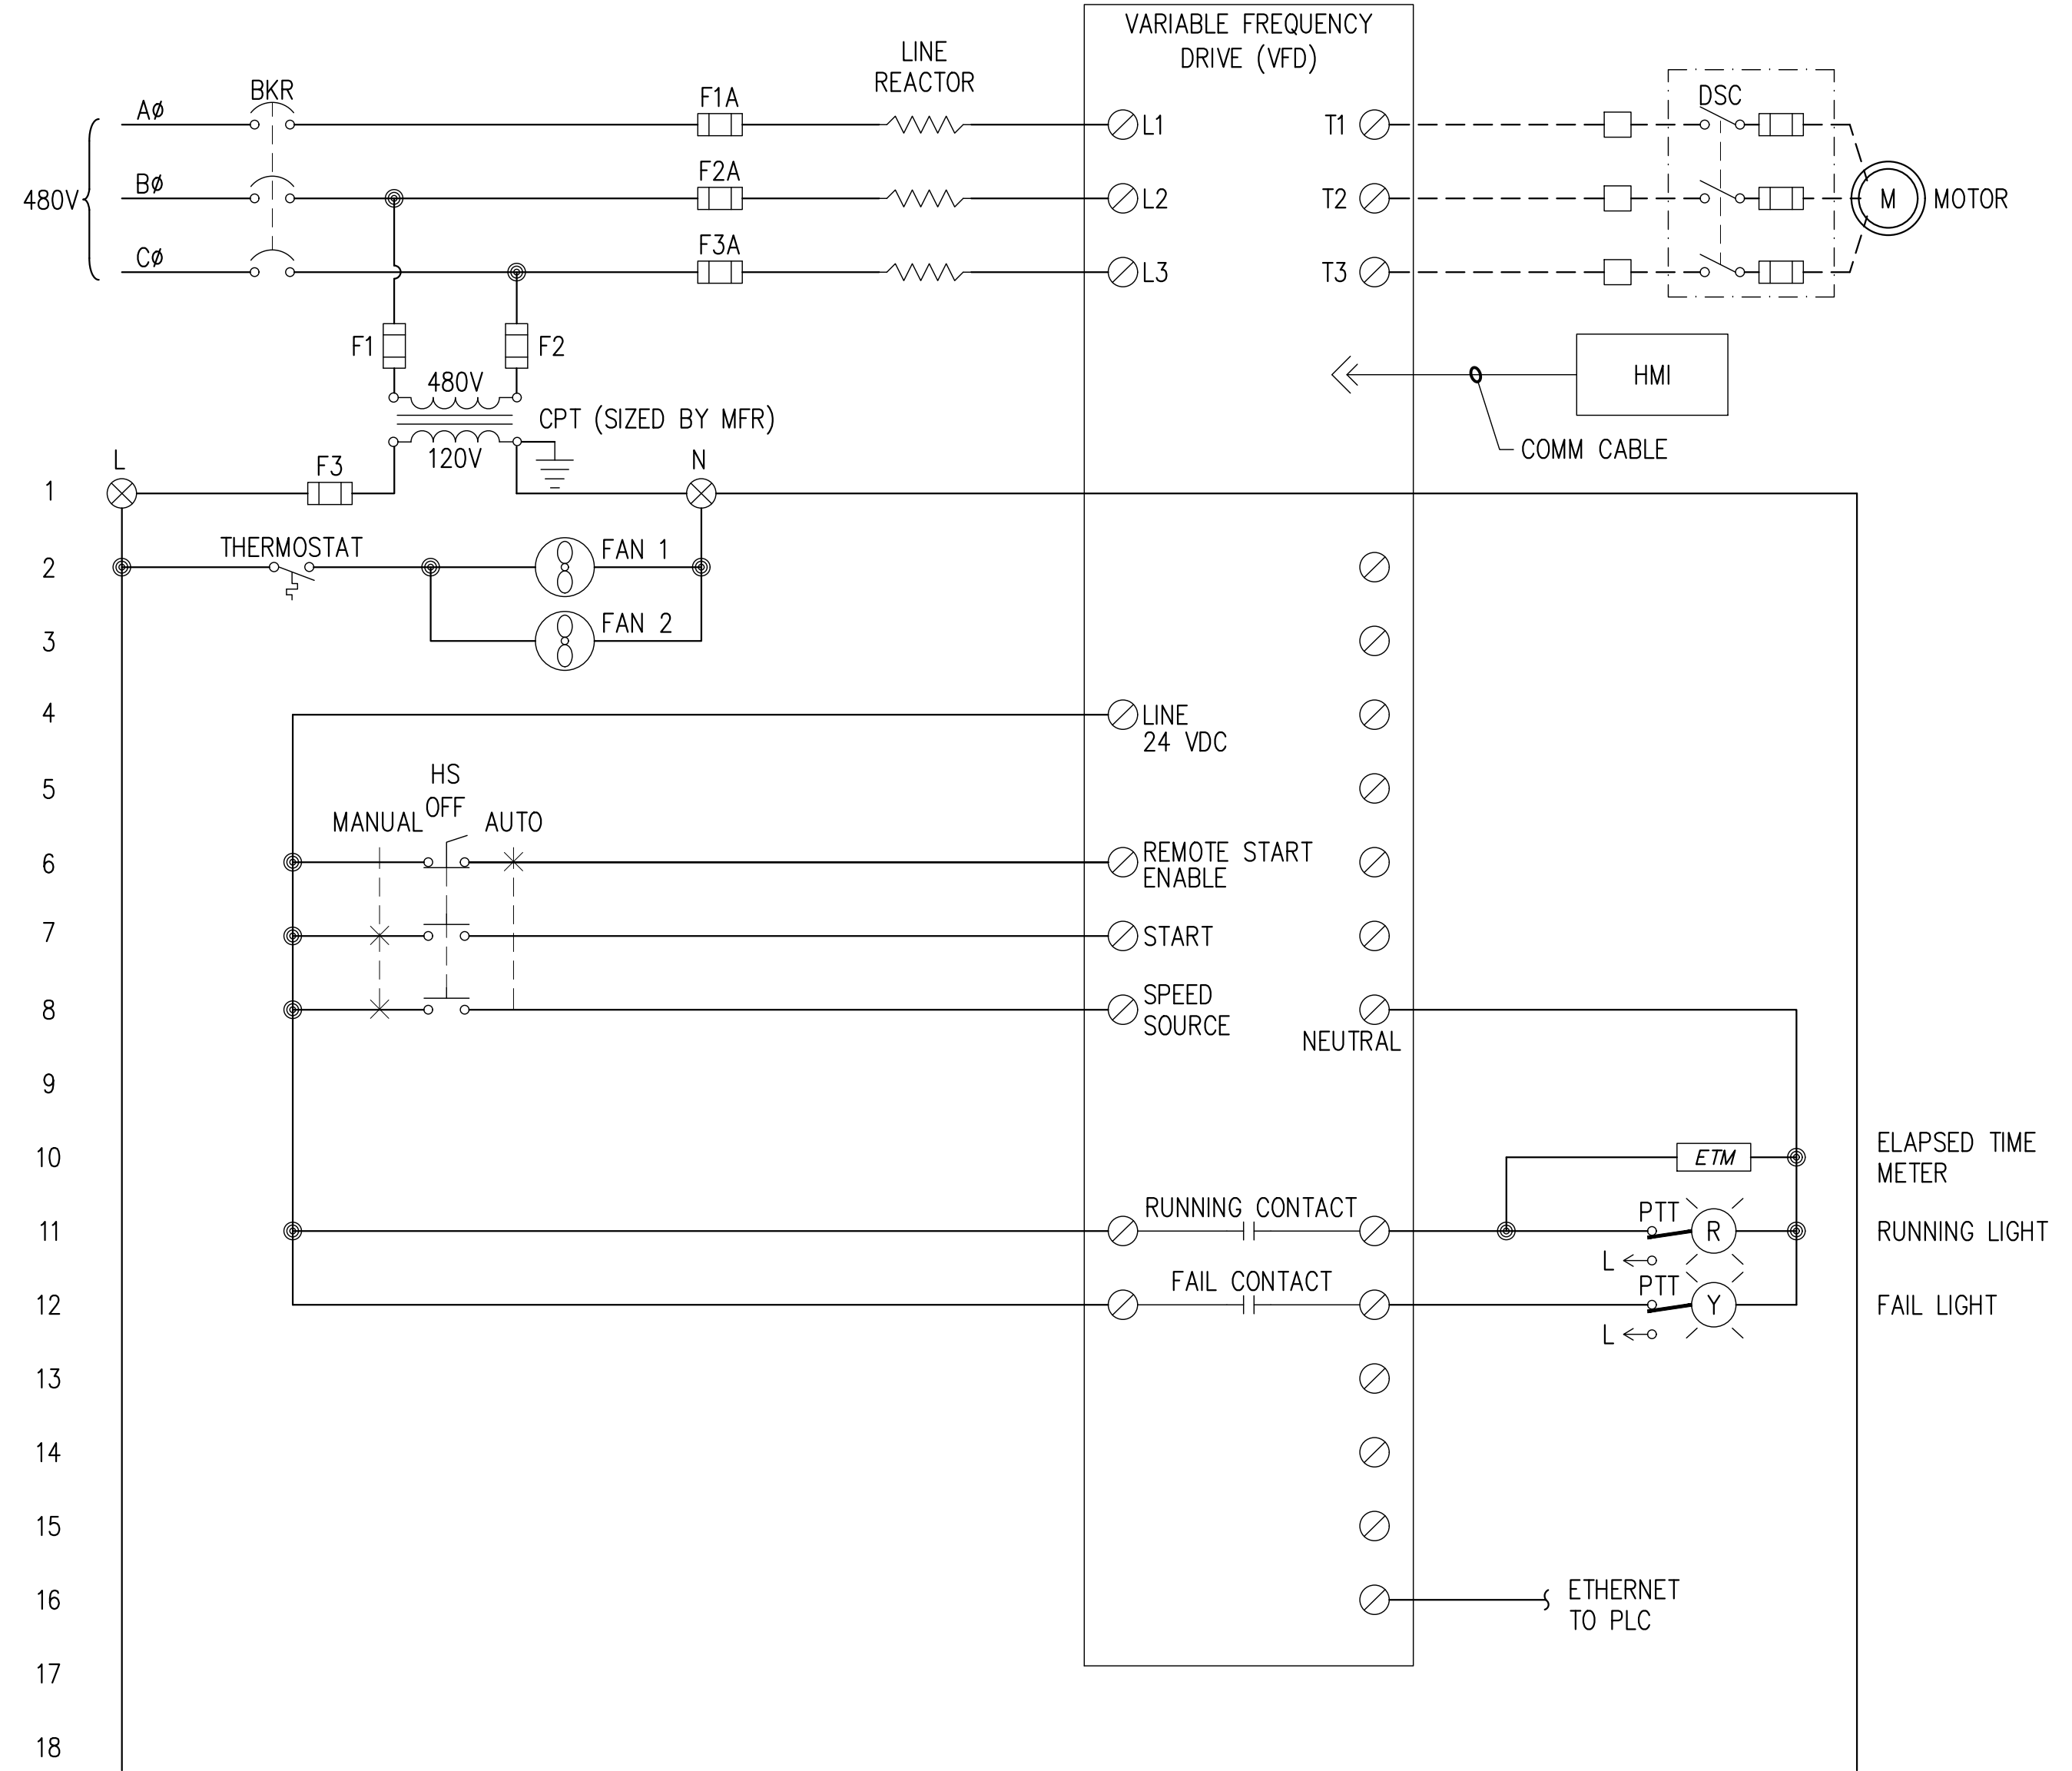 VARIABLE FREQUENCY
DRIVE (VFD)
LINE
REACTOR
BKR
F1A
DSC
AØ
L1
T1
480V
BØ
F2A
L2
T2
M
MOTOR
CØ
F3A
L3
T3
F1
F2
HMI
480V
CPT (SIZED BY MFR)
COMM CABLE
120V
L
F3
N
1
THERMOSTAT
FAN 1
2
FAN 2
3
4
LINE
24 VDC
HS
5
OFF
MANUAL
AUTO
6
REMOTE START
ENABLE
7
START
8
SPEED
SOURCE
NEUTRAL
9
10
ETM
ELAPSED TIME
METER
11
RUNNING CONTACT
PTT
R
RUNNING LIGHT
L
12
FAIL CONTACT
PTT
Y
FAIL LIGHT
L
13
14
15
16
ETHERNET
TO PLC
17
18